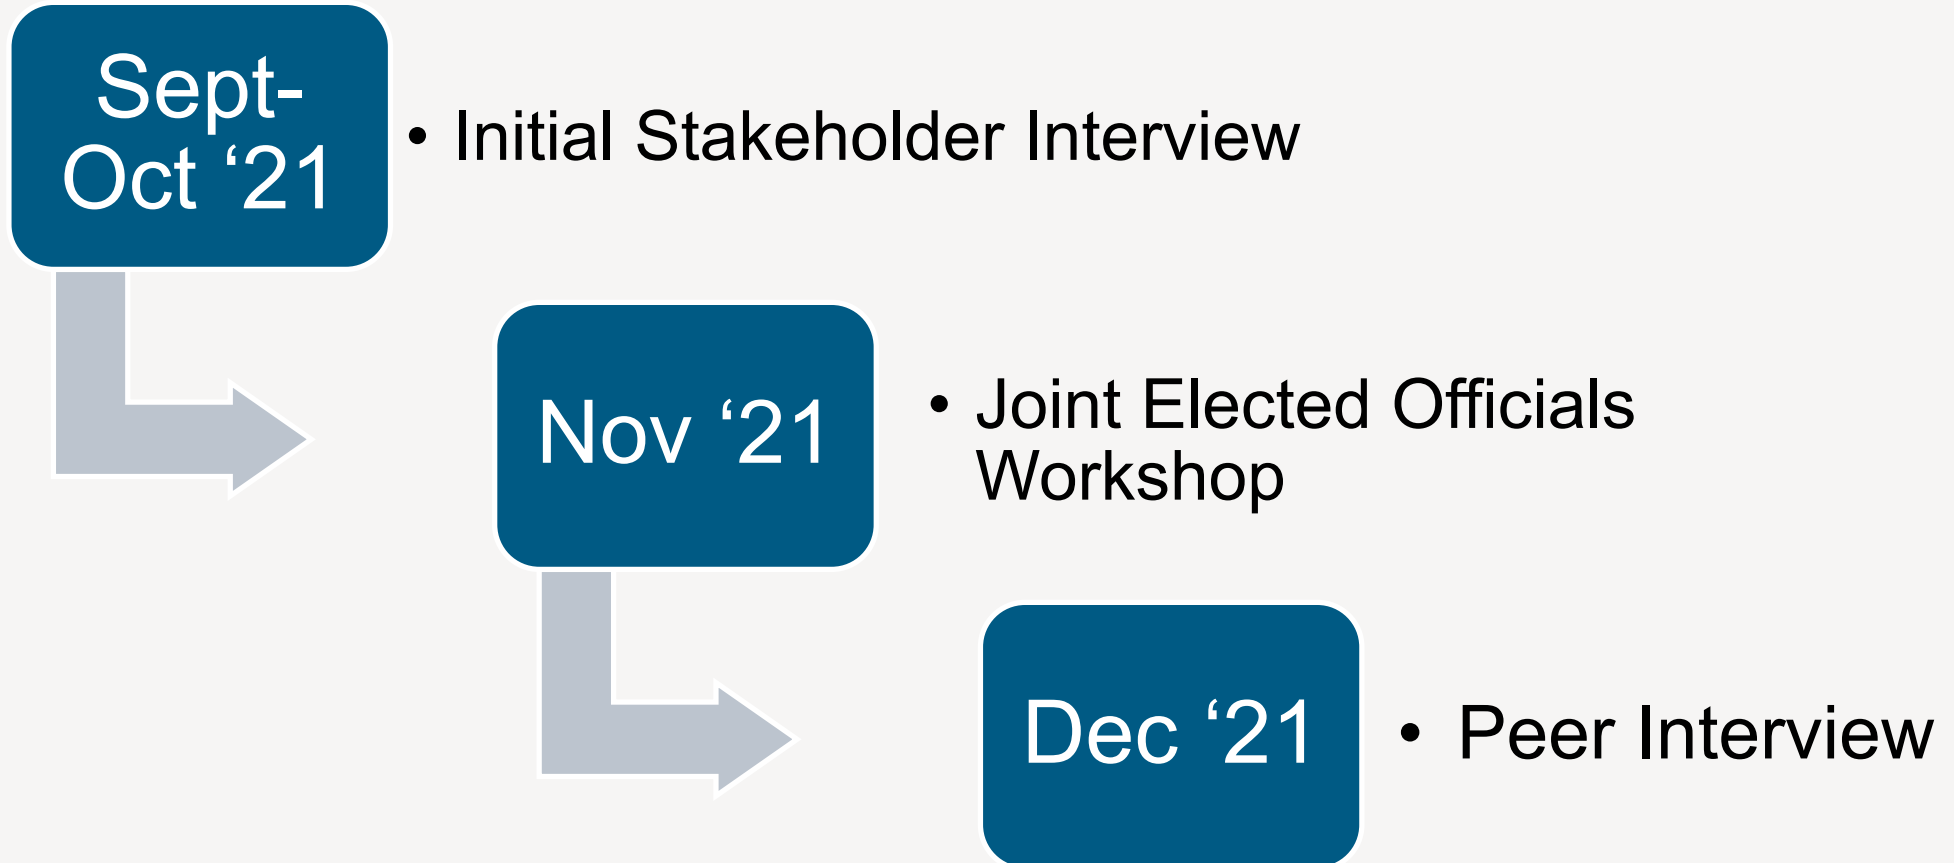 Sept-
Oct ‘21
• Initial Stakeholder Interview
Nov ‘21
• Joint Elected Officials
Workshop
Dec ‘21
• Peer Interview